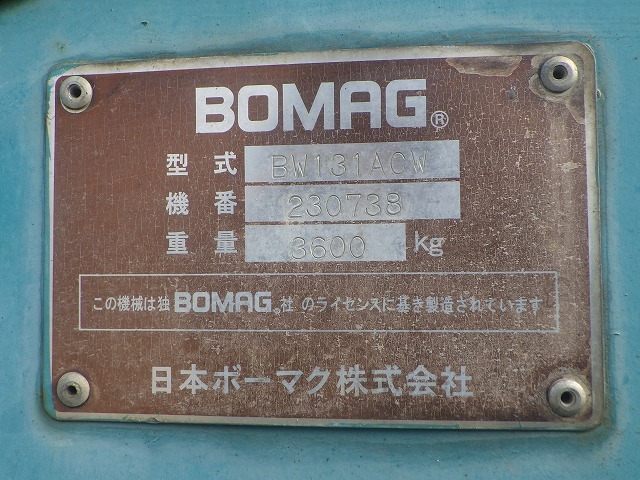 BOMAG®
型式 BW131ACW
機番 230738
重量 3600 kg
この機械は独BOMAG®社のライセンスに基き製造されています
日本ボーマク株式会社